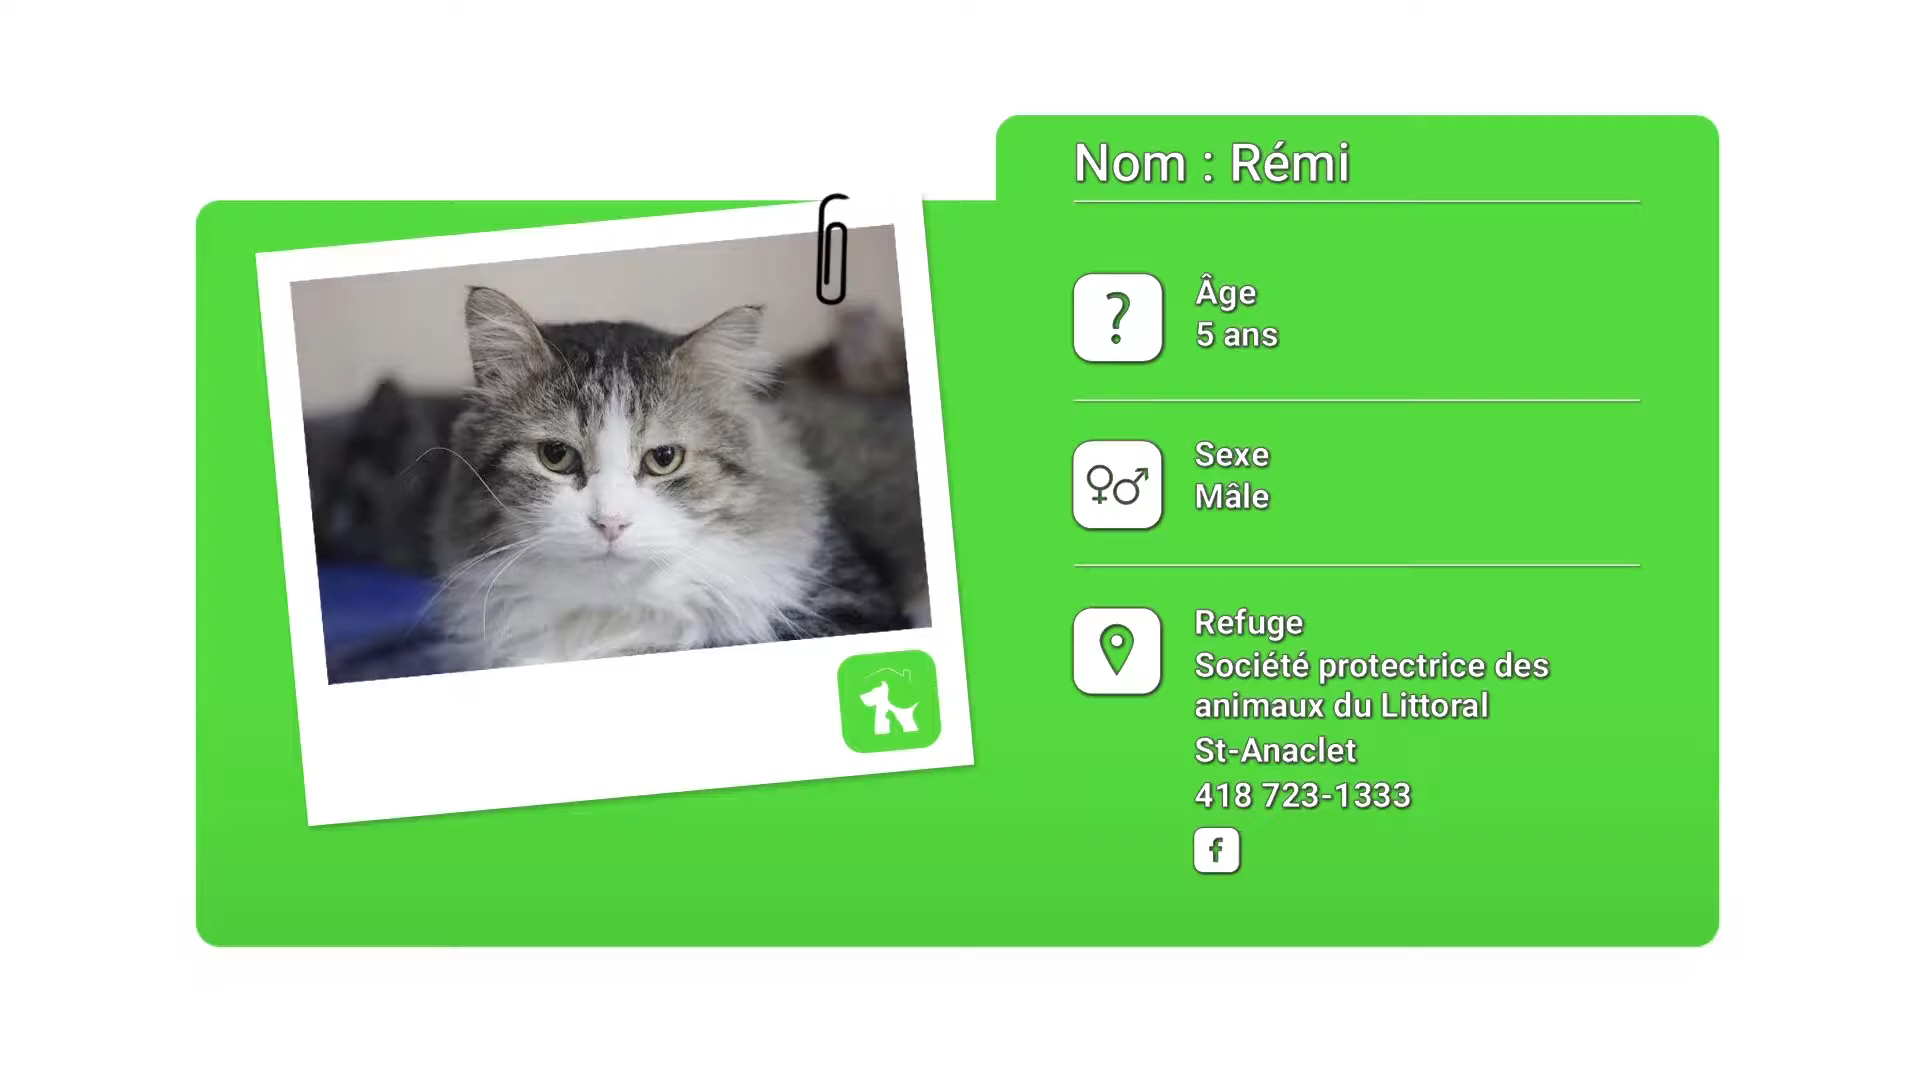 Nom : Rémi
Âge
5 ans
Sexe
Mâle
Refuge
Société protectrice des
animaux du Littoral
St-Anaclet
418 723-1333